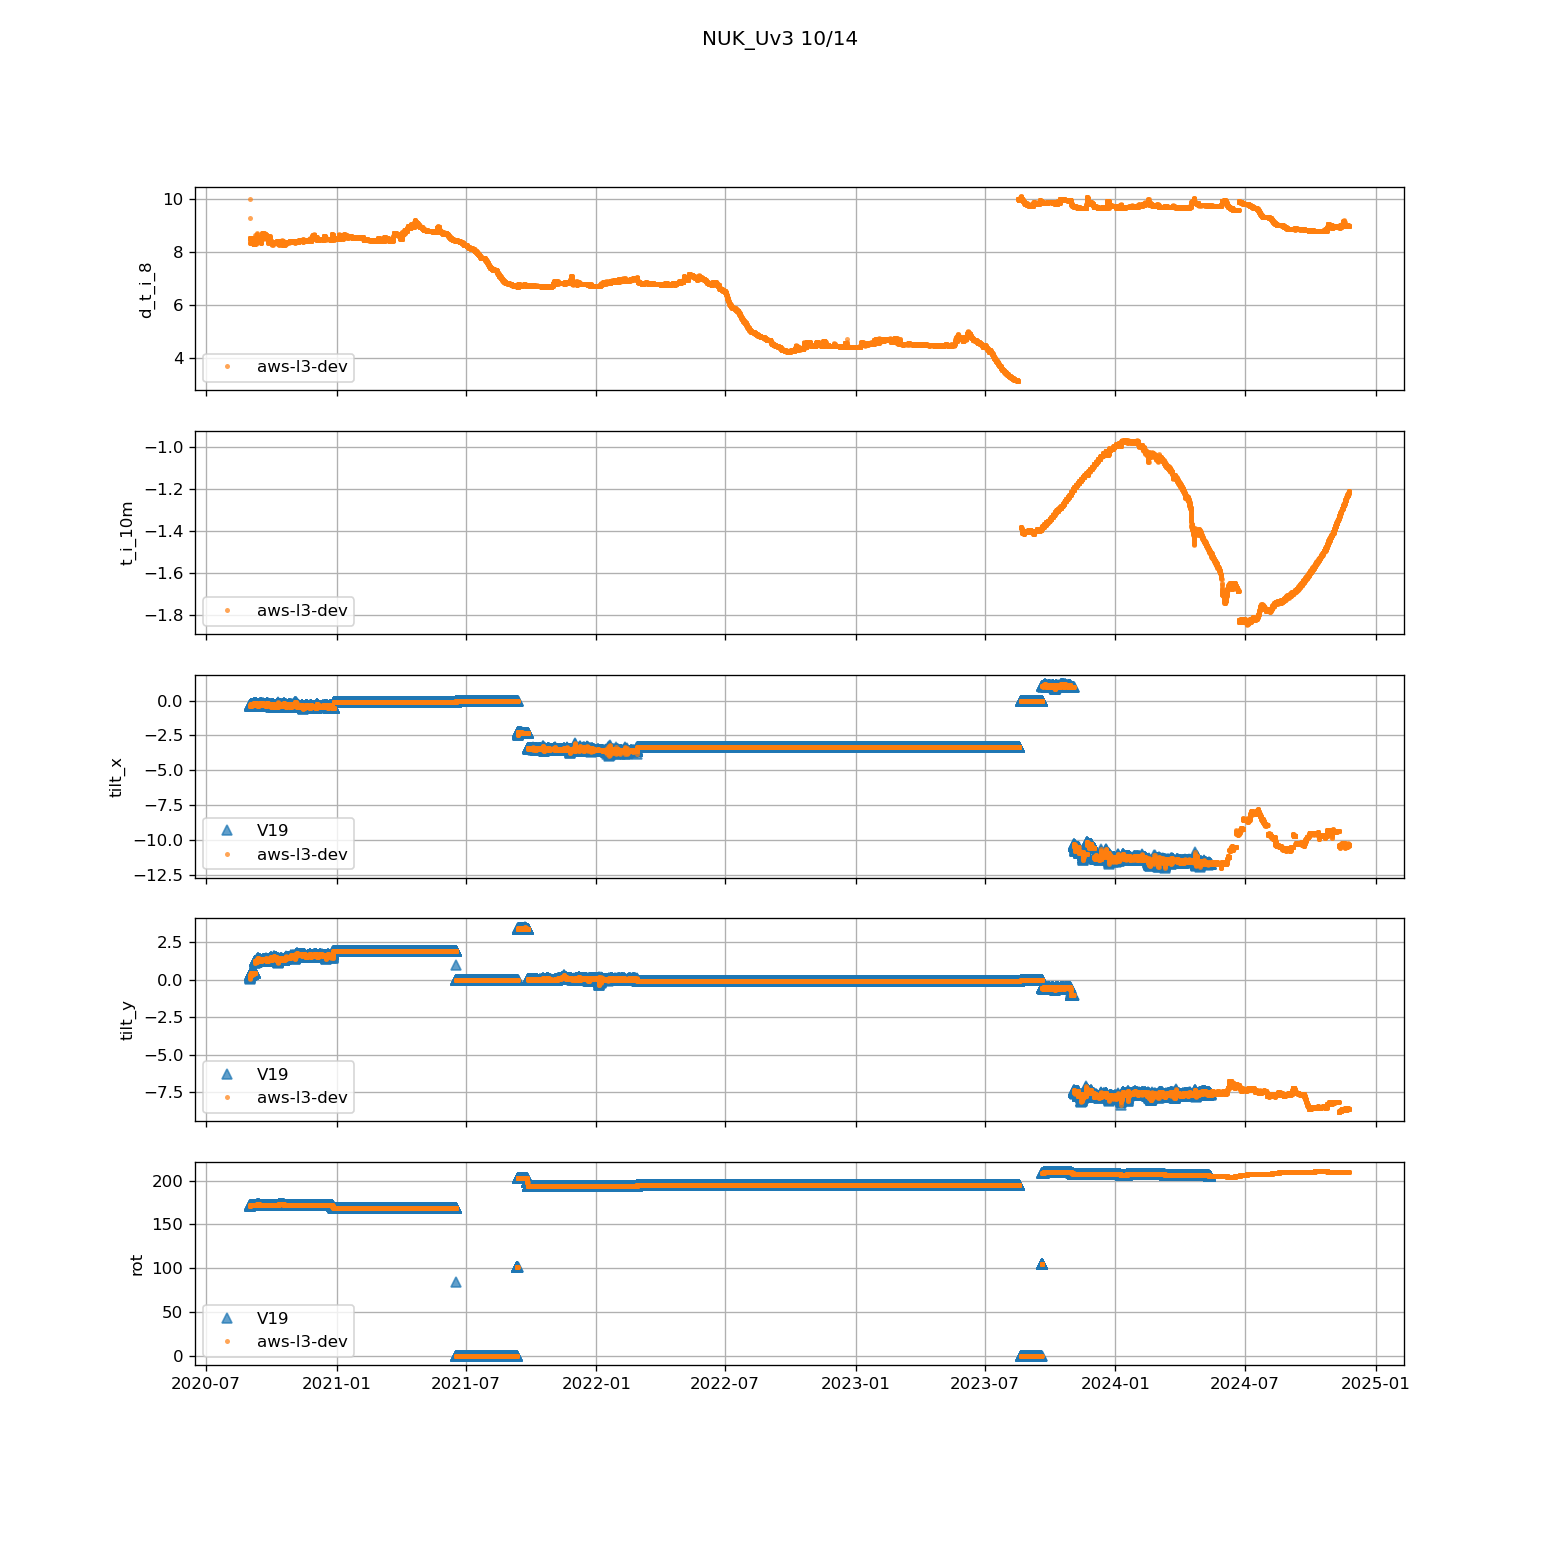 NUK_Uv3 10/14
10
8
6
4
d_t_i_8
aws-l3-dev
−1.0
−1.2
−1.4
−1.6
−1.8
t_i_10m
aws-l3-dev
0.0
−2.5
−5.0
−7.5
−10.0
−12.5
tilt_x
V19
aws-l3-dev
2.5
0.0
−2.5
−5.0
−7.5
tilt_y
V19
aws-l3-dev
200
150
100
50
0
rot
V19
aws-l3-dev
2020-07 2021-01 2021-07 2022-01 2022-07 2023-01 2023-07 2024-01 2024-07 2025-01